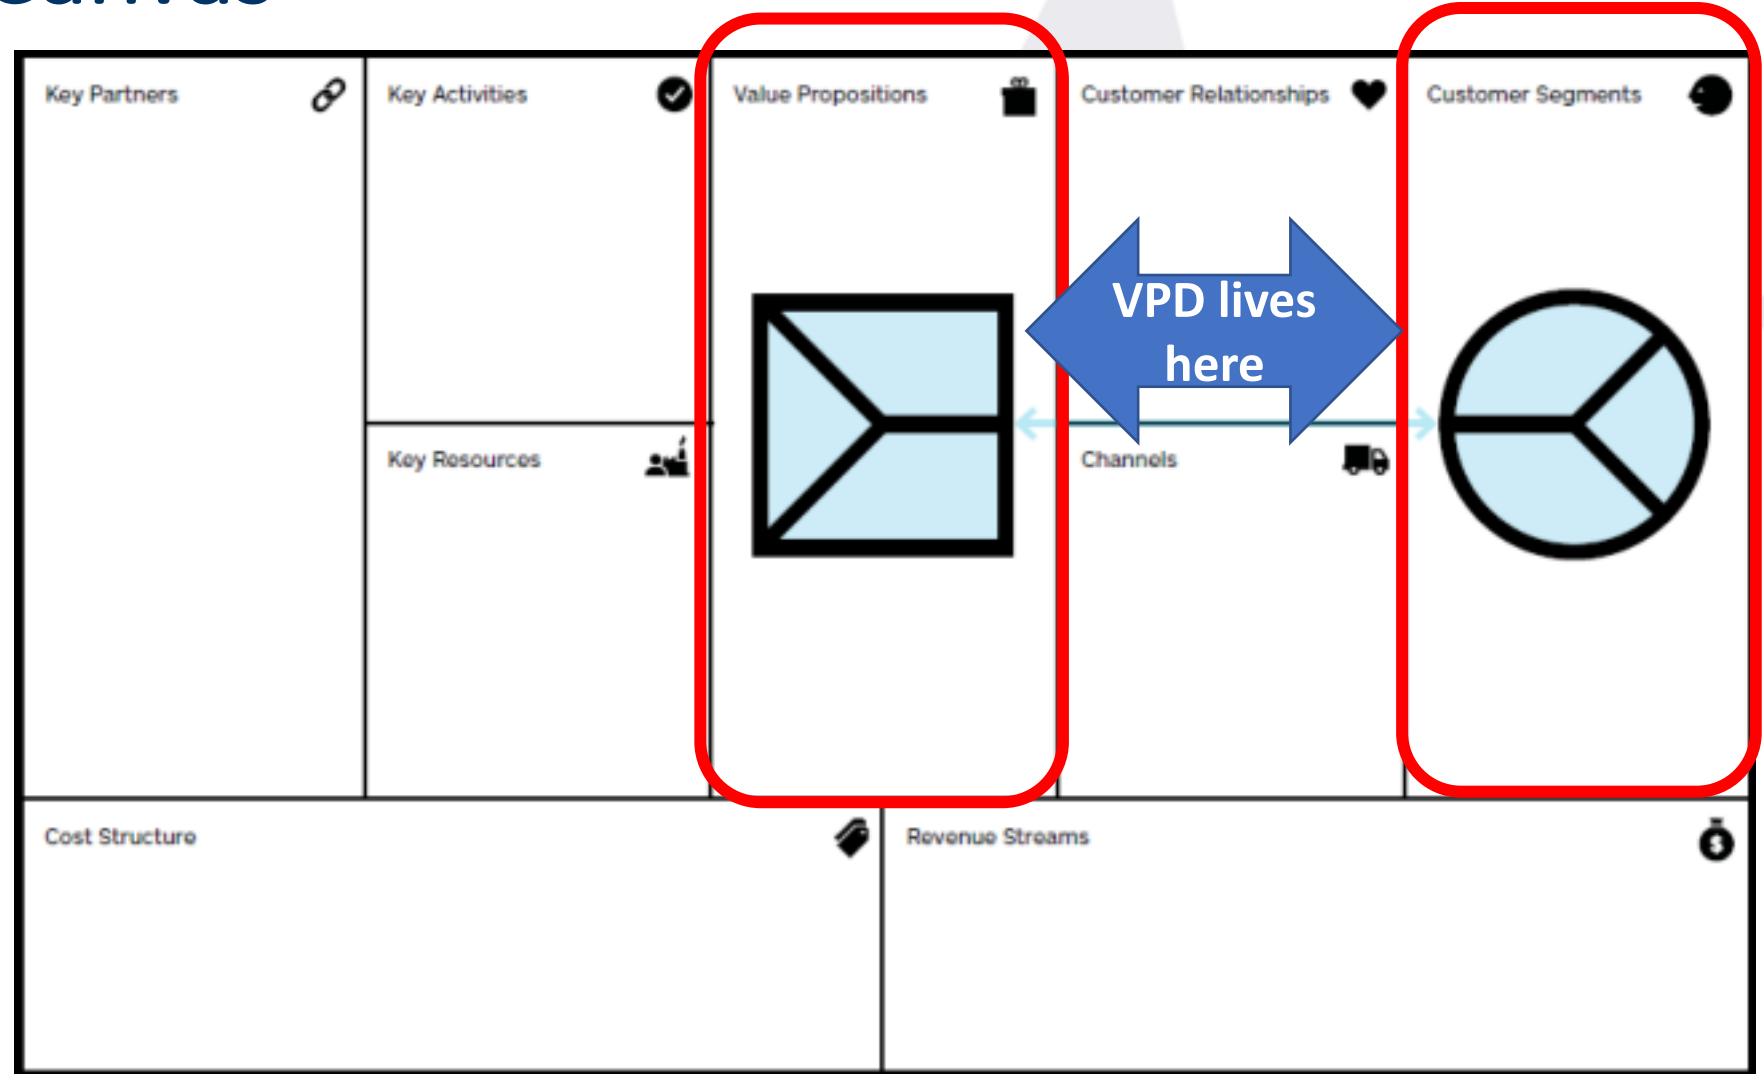 Canvas
Key Partners
Key Activities
Value Propositions
Customer Relationships
Customer Segments
VPD lives
here
Key Resources
Channels
Cost Structure
Revenue Streams